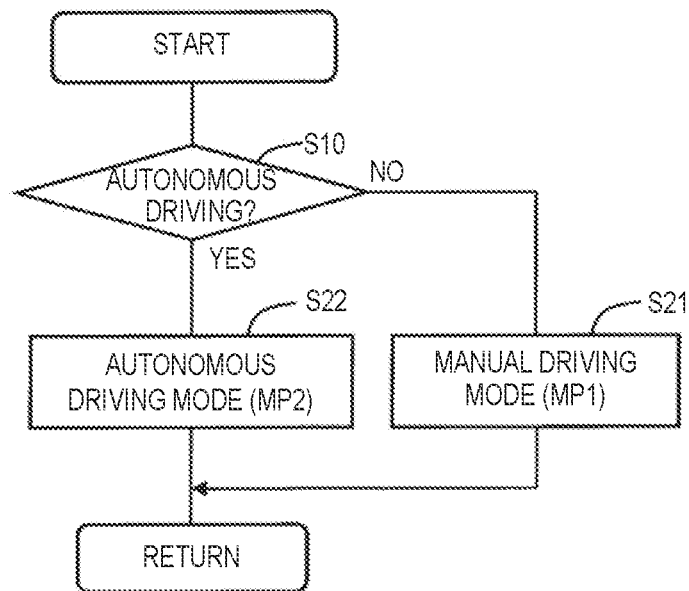 START
S10
AUTONOMOUS
DRIVING?
NO
YES
S22
S21
AUTONOMOUS
DRIVING MODE (MP2)
MANUAL DRIVING
MODE (MP1)
RETURN